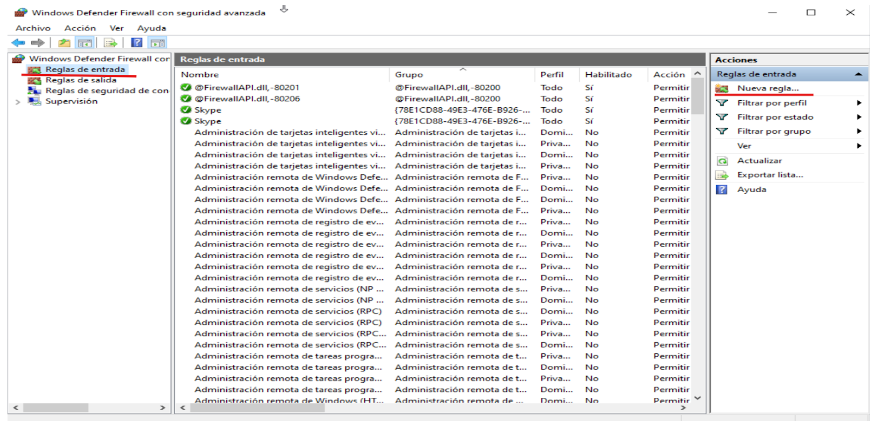 Windows Defender Firewall con seguridad avanzada
Archivo Acción Ver Ayuda
Windows Defender Firewall cor
Reglas de entrada
Reglas de salida
Reglas de seguridad de con
Supervisión
Reglas de entrada
Nombre Grupo Perfil Habilitado Acción
@FirewallAPI.dll,-80201 @FirewallAPI.dll,-80200 Todo Sí Permitir
@FirewallAPI.dll,-80206 @FirewallAPI.dll,-80200 Todo Sí Permitir
Skype {78E1CD88-49E3-476E-B926-... Todo Sí Permitir
Skype {78E1CD88-49E3-476E-B926-... Todo Sí Permitir
Administración de tarjetas inteligentes vi... Administración de tarjetas i... Domi... No Permitir
Administración de tarjetas inteligentes vi... Administración de tarjetas i... Priva... No Permitir
Administración de tarjetas inteligentes vi... Administración de tarjetas i... Domi... No Permitir
Administración de tarjetas inteligentes vi... Administración de tarjetas i... Priva... No Permitir
Administración remota de Windows Defe... Administración remota de F... Priva... No Permitir
Administración remota de Windows Defe... Administración remota de F... Domi... No Permitir
Administración remota de Windows Defe... Administración remota de F... Domi... No Permitir
Administración remota de Windows Defe... Administración remota de F... Priva... No Permitir
Administración remota de registro de ev... Administración remota de r... Priva... No Permitir
Administración remota de registro de ev... Administración remota de r... Domi... No Permitir
Administración remota de registro de ev... Administración remota de r... Priva... No Permitir
Administración remota de registro de ev... Administración remota de r... Domi... No Permitir
Administración remota de registro de ev... Administración remota de r... Priva... No Permitir
Administración remota de registro de ev... Administración remota de r... Domi... No Permitir
Administración remota de servicios (NP ... Administración remota de s... Priva... No Permitir
Administración remota de servicios (NP ... Administración remota de s... Domi... No Permitir
Administración remota de servicios (RPC) Administración remota de s... Domi... No Permitir
Administración remota de servicios (RPC) Administración remota de s... Priva... No Permitir
Administración remota de servicios (RPC... Administración remota de s... Priva... No Permitir
Administración remota de servicios (RPC... Administración remota de s... Domi... No Permitir
Administración remota de tareas progra... Administración remota de t... Priva... No Permitir
Administración remota de tareas progra... Administración remota de t... Domi... No Permitir
Administración remota de tareas progra... Administración remota de t... Priva... No Permitir
Administración remota de tareas progra... Administración remota de t... Domi... No Permitir
Administración remota de Windows (HT... Administración remota de ... Domi... No Permitir
Acciones
Reglas de entrada
Nueva regla...
Filtrar por perfil
Filtrar por estado
Filtrar por grupo
Ver
Actualizar
Exportar lista...
Ayuda